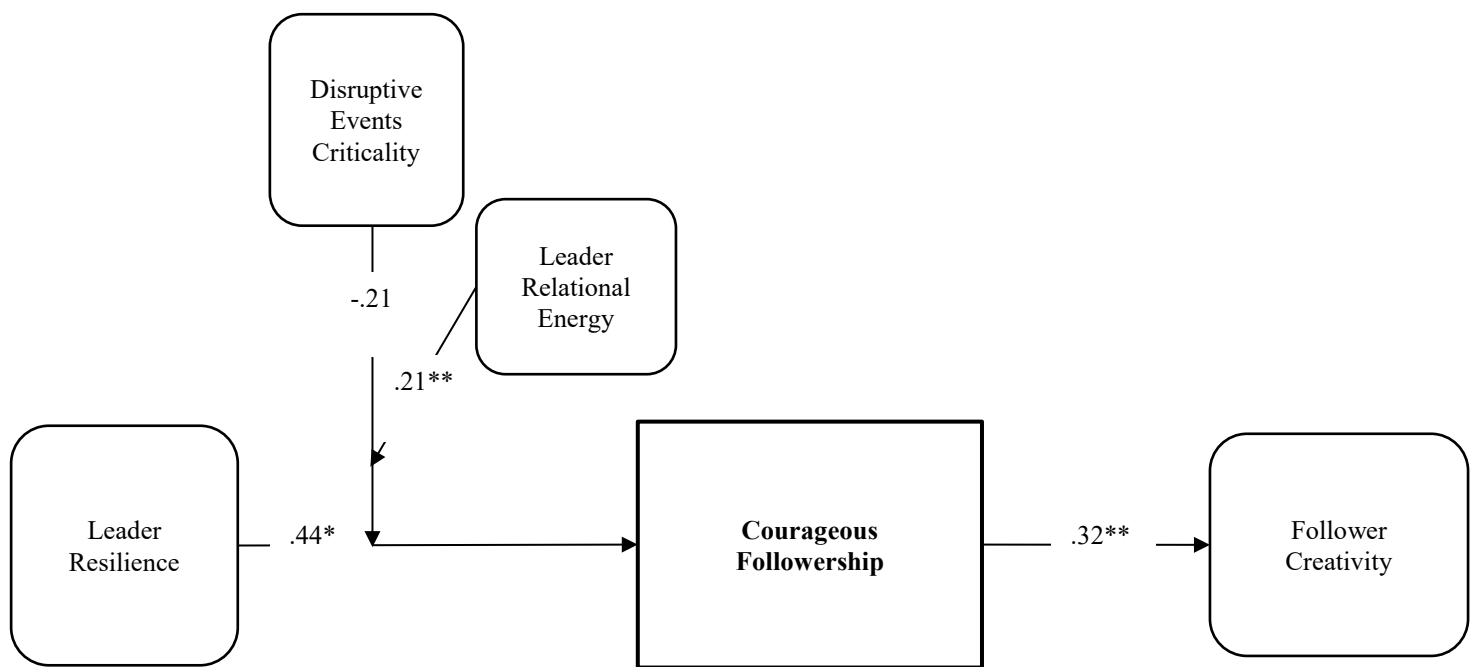 Disruptive
Events
Criticality
Leader
Relational
Energy
-.21
.21**
Leader
Resilience
.44*
Courageous
Followership
.32**
Follower
Creativity